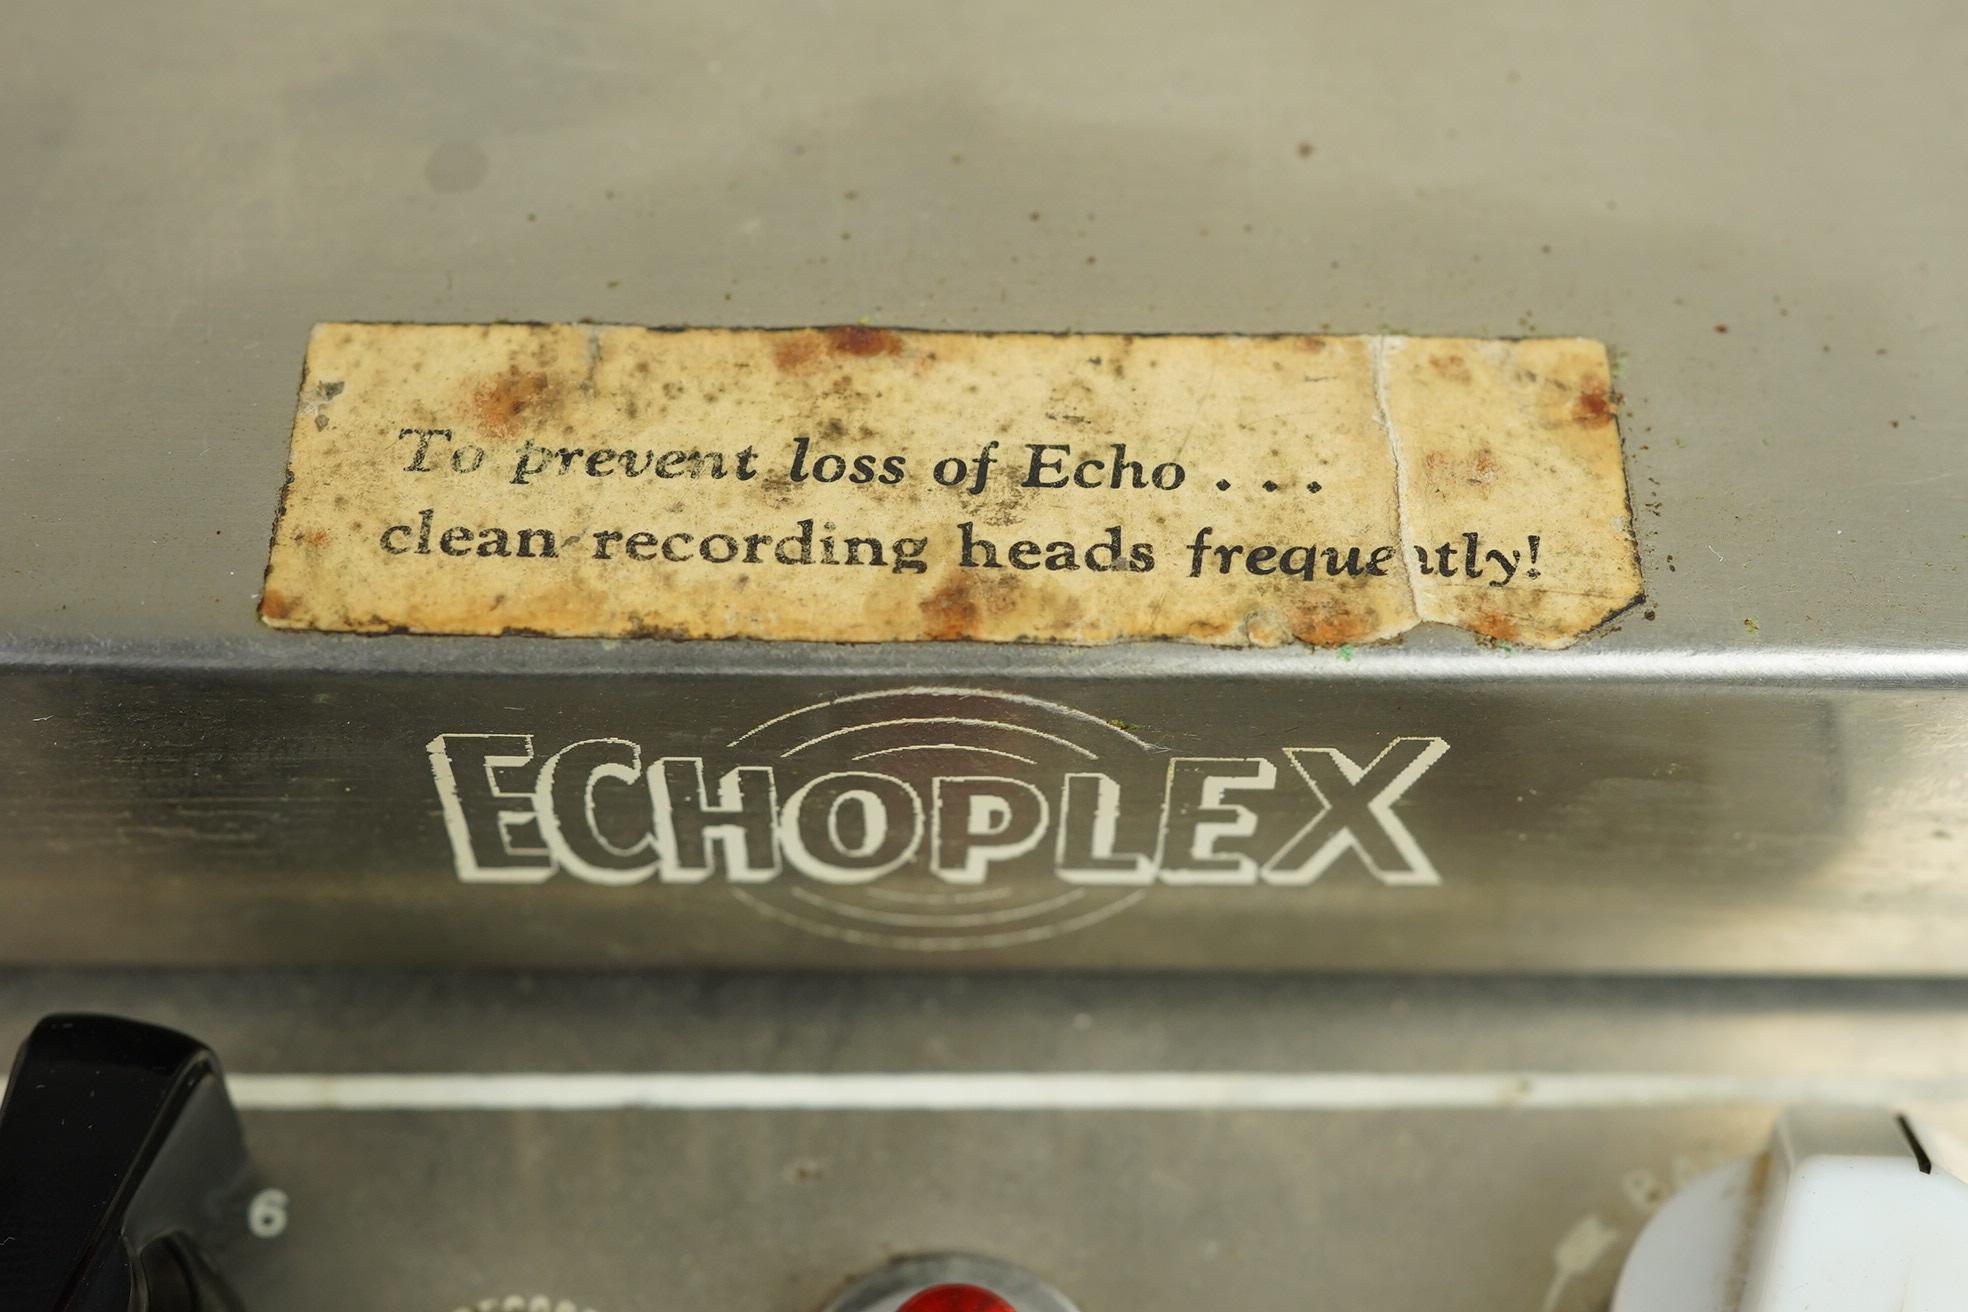 To prevent loss of Echo . . .
clean recording heads frequently!
ECHOPLEX
6